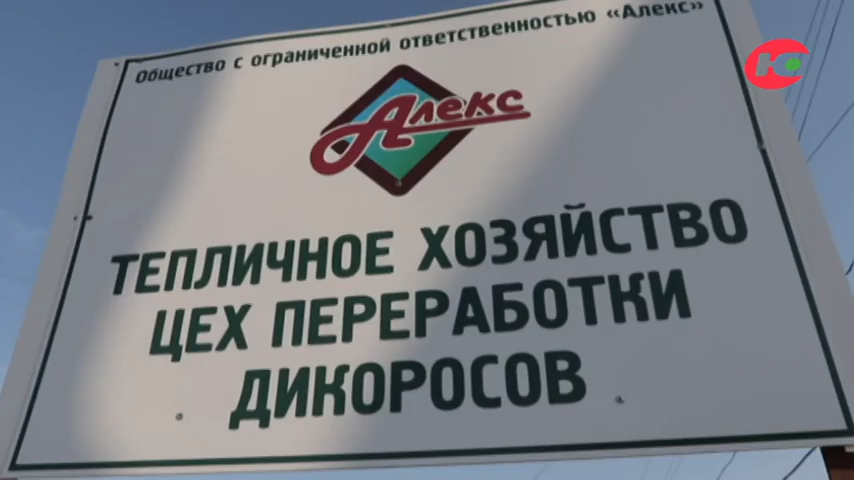 Общество с ограниченной ответственностью «Алекс»
Алекс
ТЕПЛИЧНОЕ ХОЗЯЙСТВО
ЦЕХ ПЕРЕРАБОТКИ
ДИКОРОСОВ
Ю